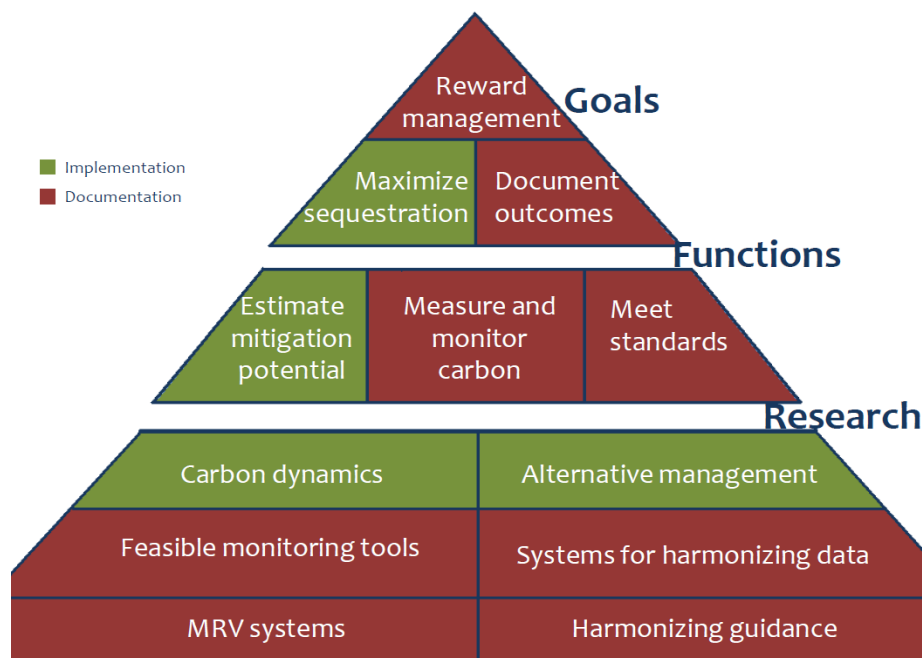 Reward
management
Goals
Implementation
Documentation
Maximize
sequestration
Document
outcomes
Functions
Estimate
mitigation
potential
Measure and
monitor
carbon
Meet
standards
Research
Carbon dynamics
Alternative management
Feasible monitoring tools
Systems for harmonizing data
MRV systems
Harmonizing guidance